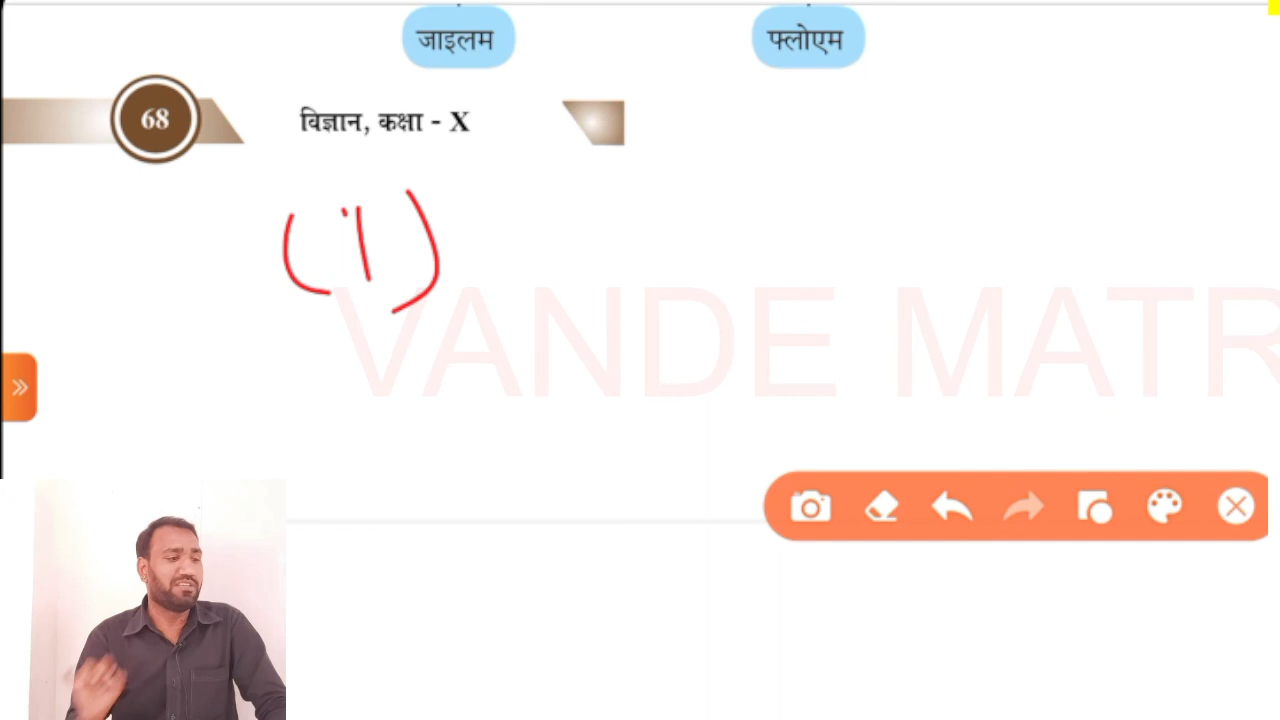 जाइलम फ्लोएम
68 विज्ञान, कक्षा - X
(1)
VANDE MATR